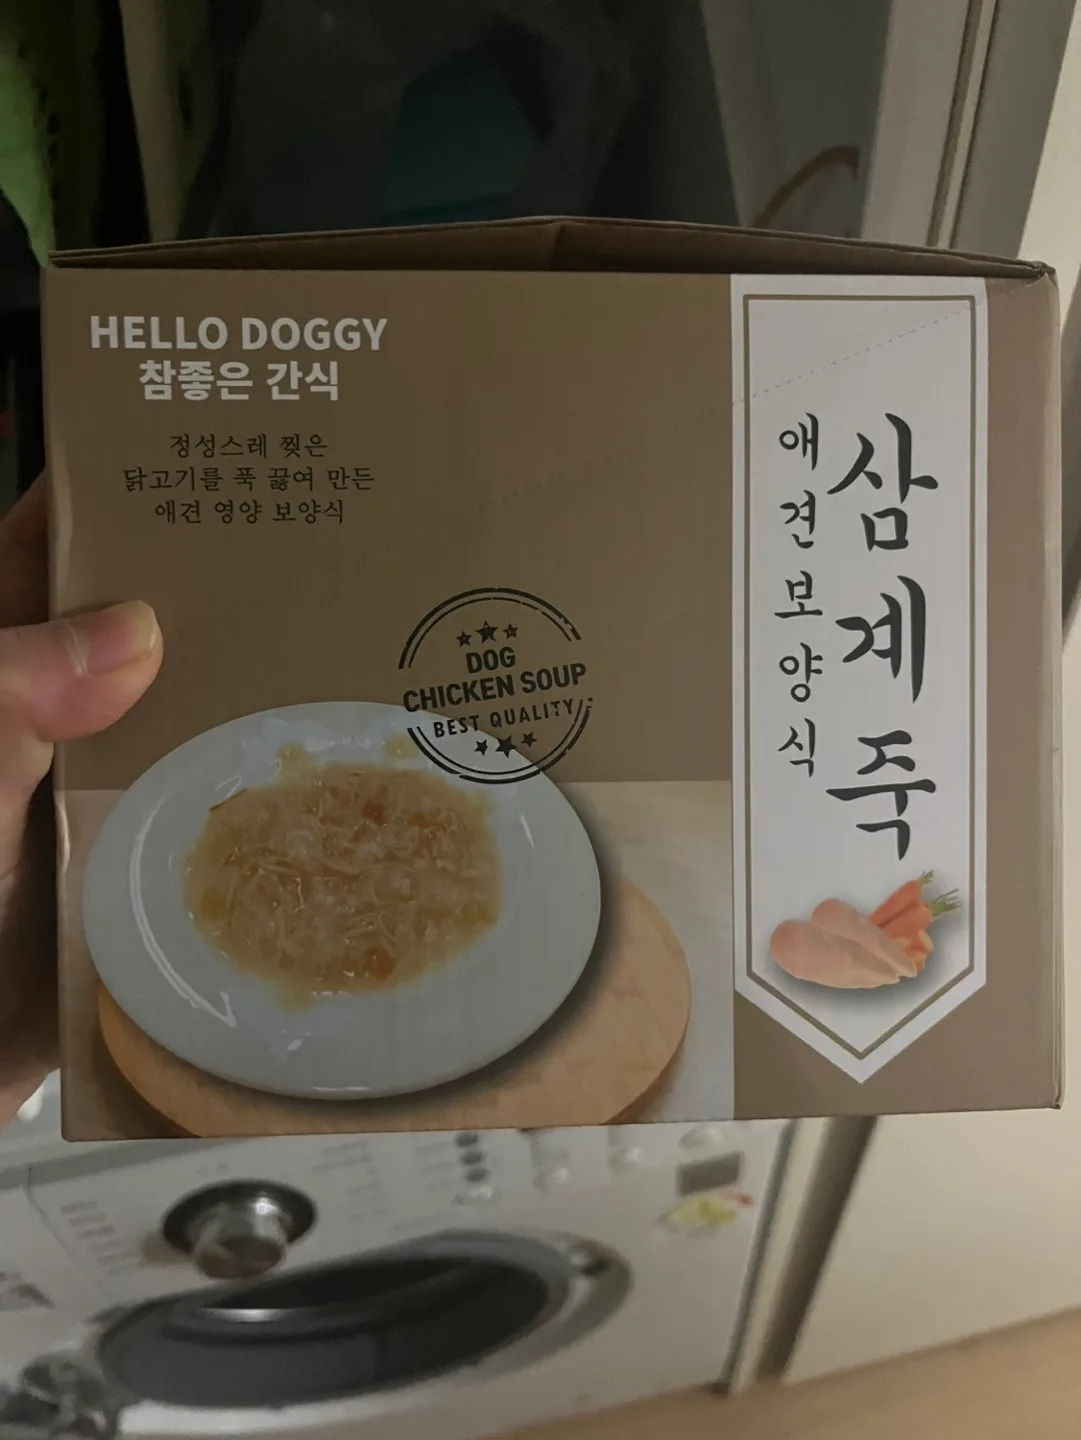 HELLO DOGGY
참좋은 간식
정성스레 찢은
닭고기를 푹 끓여 만든
애견 영양 보양식
DOG
CHICKEN SOUP
BEST QUALITY
삼계죽
애견보양식